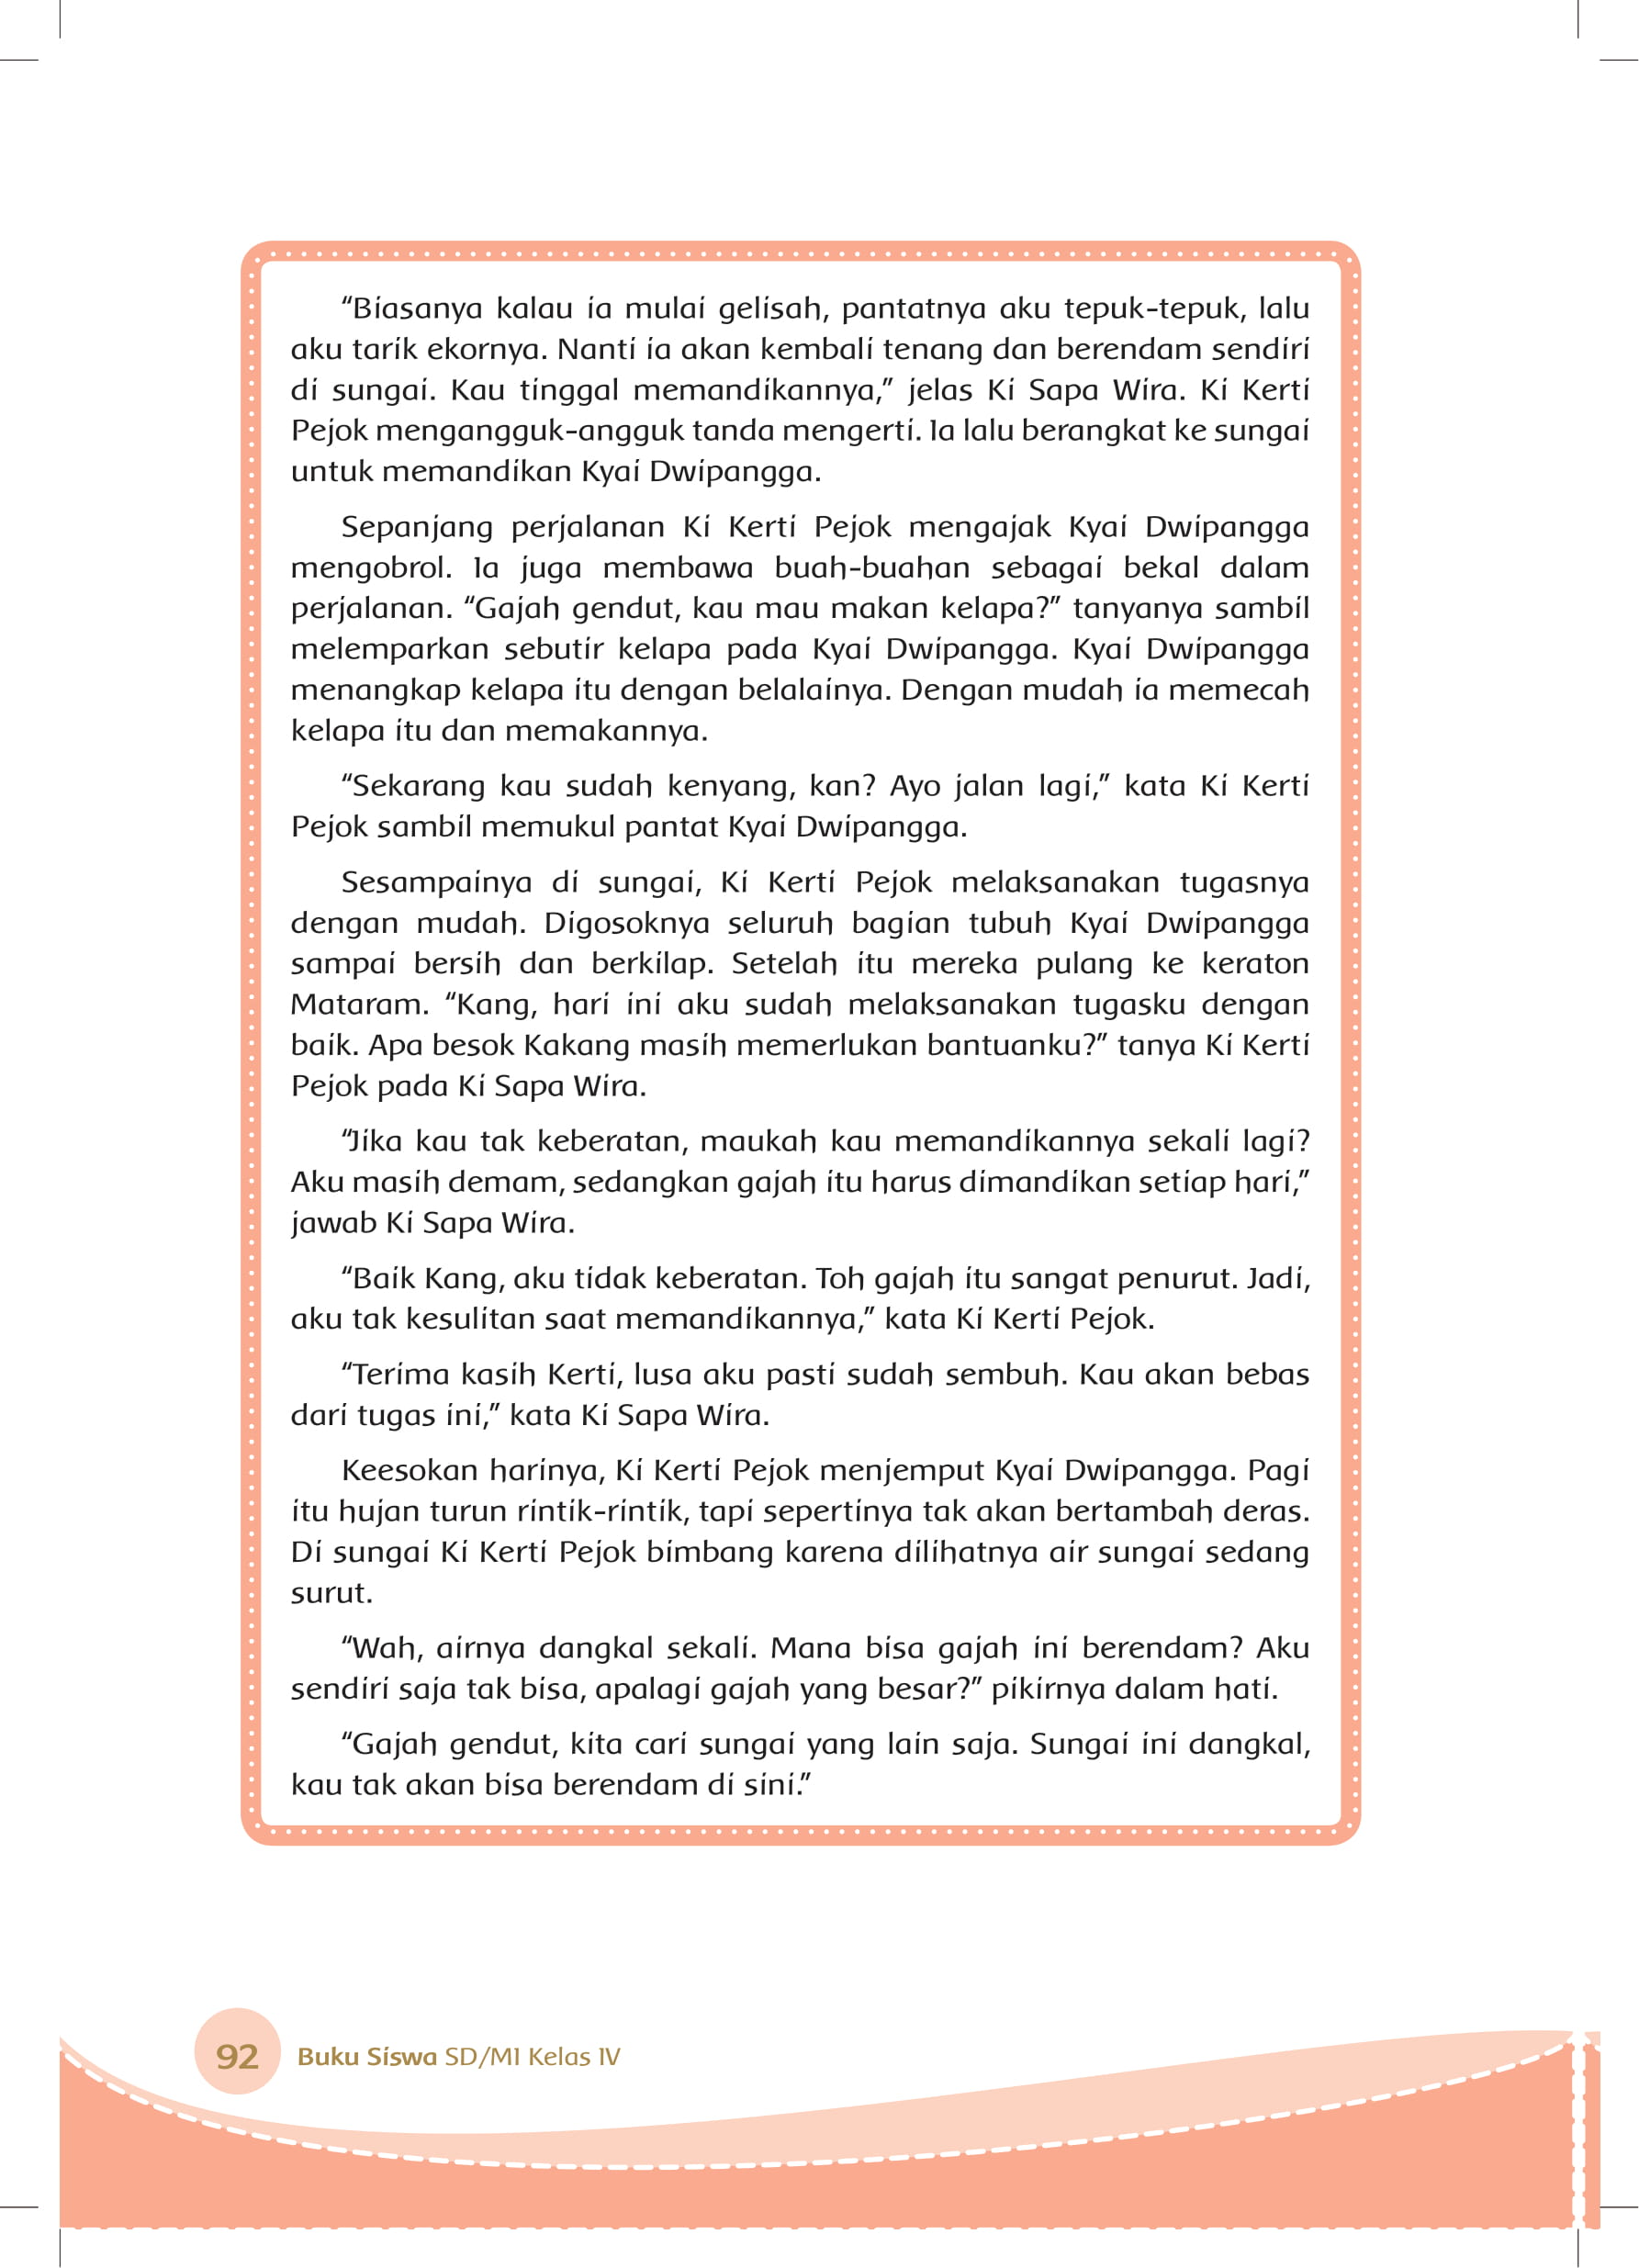 “Biasanya kalau ia mulai gelisah, pantatnya aku tepuk-tepuk, lalu
aku tarik ekornya. Nanti ia akan kembali tenang dan berendam sendiri
di sungai. Kau tinggal memandikannya,” jelas Ki Sapa Wira. Ki Kerti
Pejok mengangguk-angguk tanda mengerti. Ia lalu berangkat ke sungai
untuk memandikan Kyai Dwipangga.
Sepanjang perjalanan Ki Kerti Pejok mengajak Kyai Dwipangga
mengobrol. Ia juga membawa buah-buahan sebagai bekal dalam
perjalanan. “Gajah gendut, kau mau makan kelapa?” tanyanya sambil
melemparkan sebutir kelapa pada Kyai Dwipangga. Kyai Dwipangga
menangkap kelapa itu dengan belalainya. Dengan mudah ia memecah
kelapa itu dan memakannya.
“Sekarang kau sudah kenyang, kan? Ayo jalan lagi,” kata Ki Kerti
Pejok sambil memukul pantat Kyai Dwipangga.
Sesampainya di sungai, Ki Kerti Pejok melaksanakan tugasnya
dengan mudah. Digosoknya seluruh bagian tubuh Kyai Dwipangga
sampai bersih dan berkilap. Setelah itu mereka pulang ke keraton
Mataram. “Kang, hari ini aku sudah melaksanakan tugasku dengan
baik. Apa besok Kakang masih memerlukan bantuanku?” tanya Ki Kerti
Pejok pada Ki Sapa Wira.
“Jika kau tak keberatan, maukah kau memandikannya sekali lagi?
Aku masih demam, sedangkan gajah itu harus dimandikan setiap hari,”
jawab Ki Sapa Wira.
“Baik Kang, aku tidak keberatan. Toh gajah itu sangat penurut. Jadi,
aku tak kesulitan saat memandikannya,” kata Ki Kerti Pejok.
“Terima kasih Kerti, lusa aku pasti sudah sembuh. Kau akan bebas
dari tugas ini,” kata Ki Sapa Wira.
Keesokan harinya, Ki Kerti Pejok menjemput Kyai Dwipangga. Pagi
itu hujan turun rintik-rintik, tapi sepertinya tak akan bertambah deras.
Di sungai Ki Kerti Pejok bimbang karena dilihatnya air sungai sedang
surut.
“Wah, airnya dangkal sekali. Mana bisa gajah ini berendam? Aku
sendiri saja tak bisa, apalagi gajah yang besar?” pikirnya dalam hati.
“Gajah gendut, kita cari sungai yang lain saja. Sungai ini dangkal,
kau tak akan bisa berendam di sini.”
92 Buku Siswa SD/MI Kelas IV